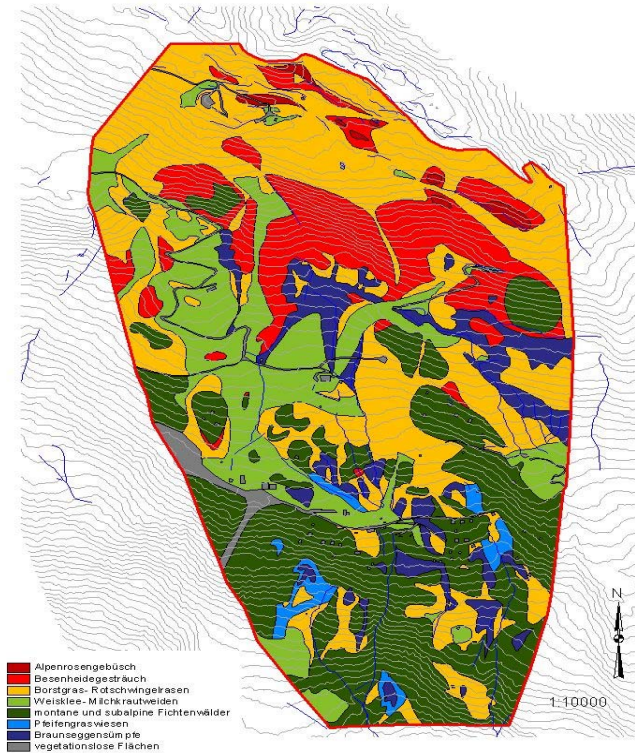 N
1:10000
Alpenrosengebüsch
Besenheidegesträuch
Borstgras- Rotschwingelrasen
Weisklee- Milchkrautweiden
montane und subalpine Fichtenwälder
Pfeifengraswiesen
Braunseggensümpfe
vegetationslose Flächen